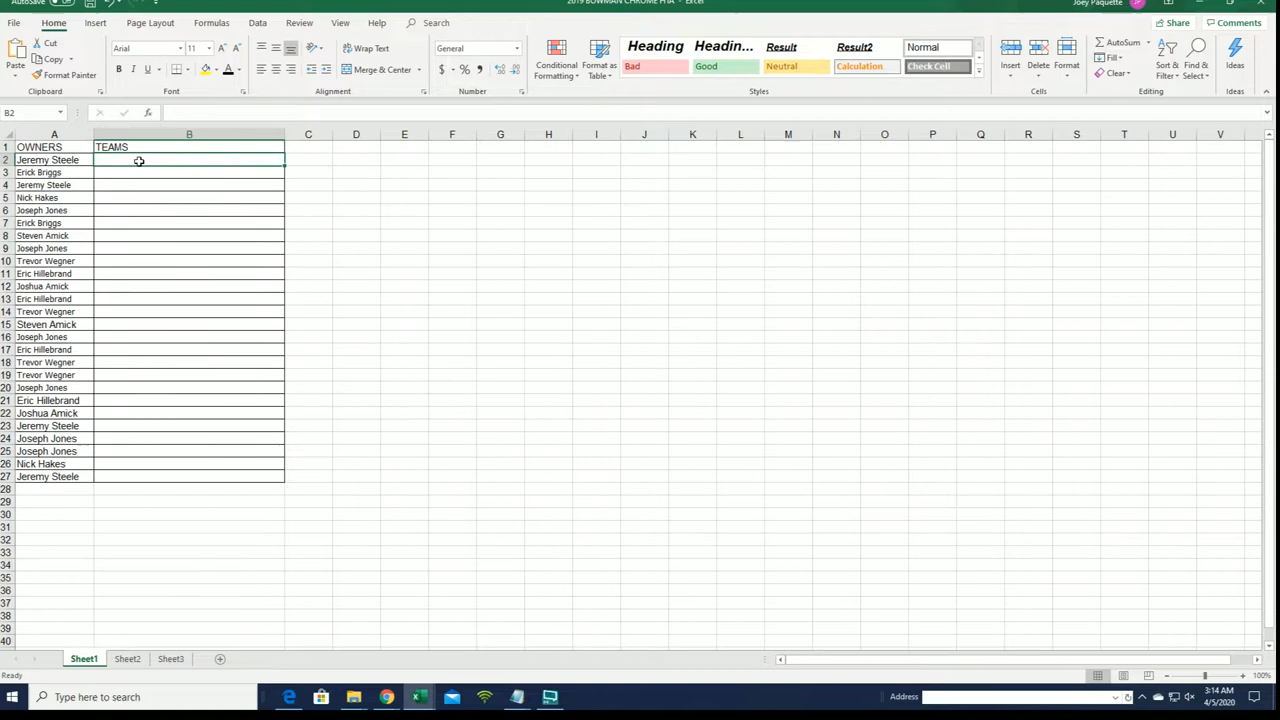 AutoSave
2019 BOWMAN CHROME HTA - Excel
Joey Paquette
JP
File Home Insert Page Layout Formulas Data Review View Help Search
Share Comments
Paste
Cut
Copy
Format Painter
Clipboard
Arial 11
Font
Wrap Text
Merge & Center
Alignment
General
Number
Conditional Formatting
Format as Table
Heading Headin... Result Result2 Normal
Bad Good Neutral Calculation Check Cell
Styles
Insert Delete Format
Cells
AutoSum
Fill
Clear
Sort & Filter
Find & Select
Editing
Ideas
Ideas
B2
A B C D E F G H I J K L M N O P Q R S T U V
1 OWNERS TEAMS
2 Jeremy Steele
3 Erick Briggs
4 Jeremy Steele
5 Nick Hakes
6 Joseph Jones
7 Erick Briggs
8 Steven Amick
9 Joseph Jones
10 Trevor Wegner
11 Eric Hillebrand
12 Joshua Amick
13 Eric Hillebrand
14 Trevor Wegner
15 Steven Amick
16 Joseph Jones
17 Eric Hillebrand
18 Trevor Wegner
19 Trevor Wegner
20 Joseph Jones
21 Eric Hillebrand
22 Joshua Amick
23 Jeremy Steele
24 Joseph Jones
25 Joseph Jones
26 Nick Hakes
27 Jeremy Steele
28
29
30
31
32
33
34
35
36
37
38
39
40
Sheet1 Sheet2 Sheet3
Ready
100%
Type here to search
Address
3:14 AM
4/5/2020